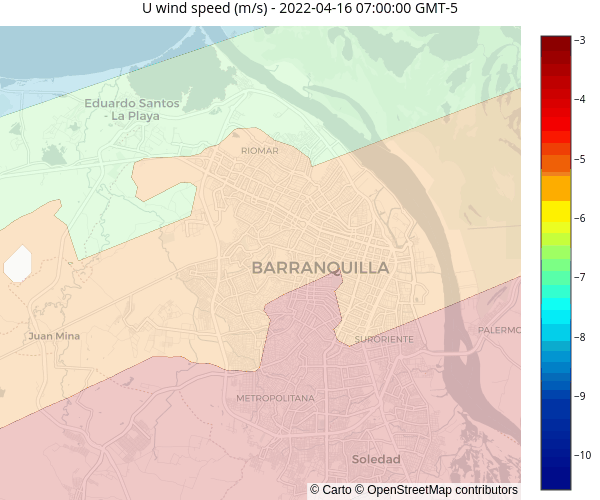 U wind speed (m/s) - 2022-04-16 07:00:00 GMT-5
Eduardo Santos
- La Playa
RIOMAR
BARRANQUILLA
Juan Mina
SURORIENTE
PALERMO
METROPOLITANA
Soledad
© Carto © OpenStreetMap contributors
−3
−4
−5
−6
−7
−8
−9
−10